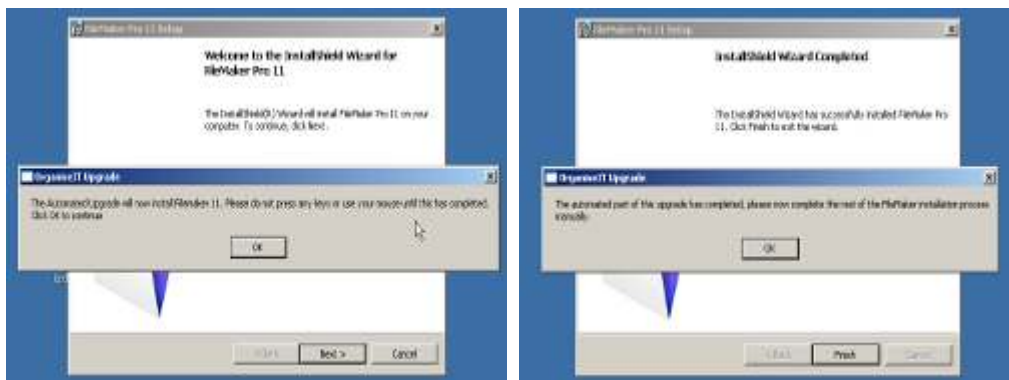 FileMaker Pro 11 Setup
Welcome to the InstallShield Wizard for
FileMaker Pro 11
The InstallShield(R) Wizard will install FileMaker Pro 11 on your
computer. To continue, click Next.
OrganiseIT Upgrade
The Automated Upgrade will now install Filemaker 11. Please do not press any keys or use your mouse until this has completed.
Click OK to continue
OK
< Back
Next >
Cancel
FileMaker Pro 11 Setup
InstallShield Wizard Completed
The InstallShield Wizard has successfully installed FileMaker Pro
11. Click Finish to exit the wizard.
OrganiseIT Upgrade
The automated part of this upgrade has completed, please now complete the rest of the FileMaker installation process
manually.
OK
< Back
Finish
Cancel